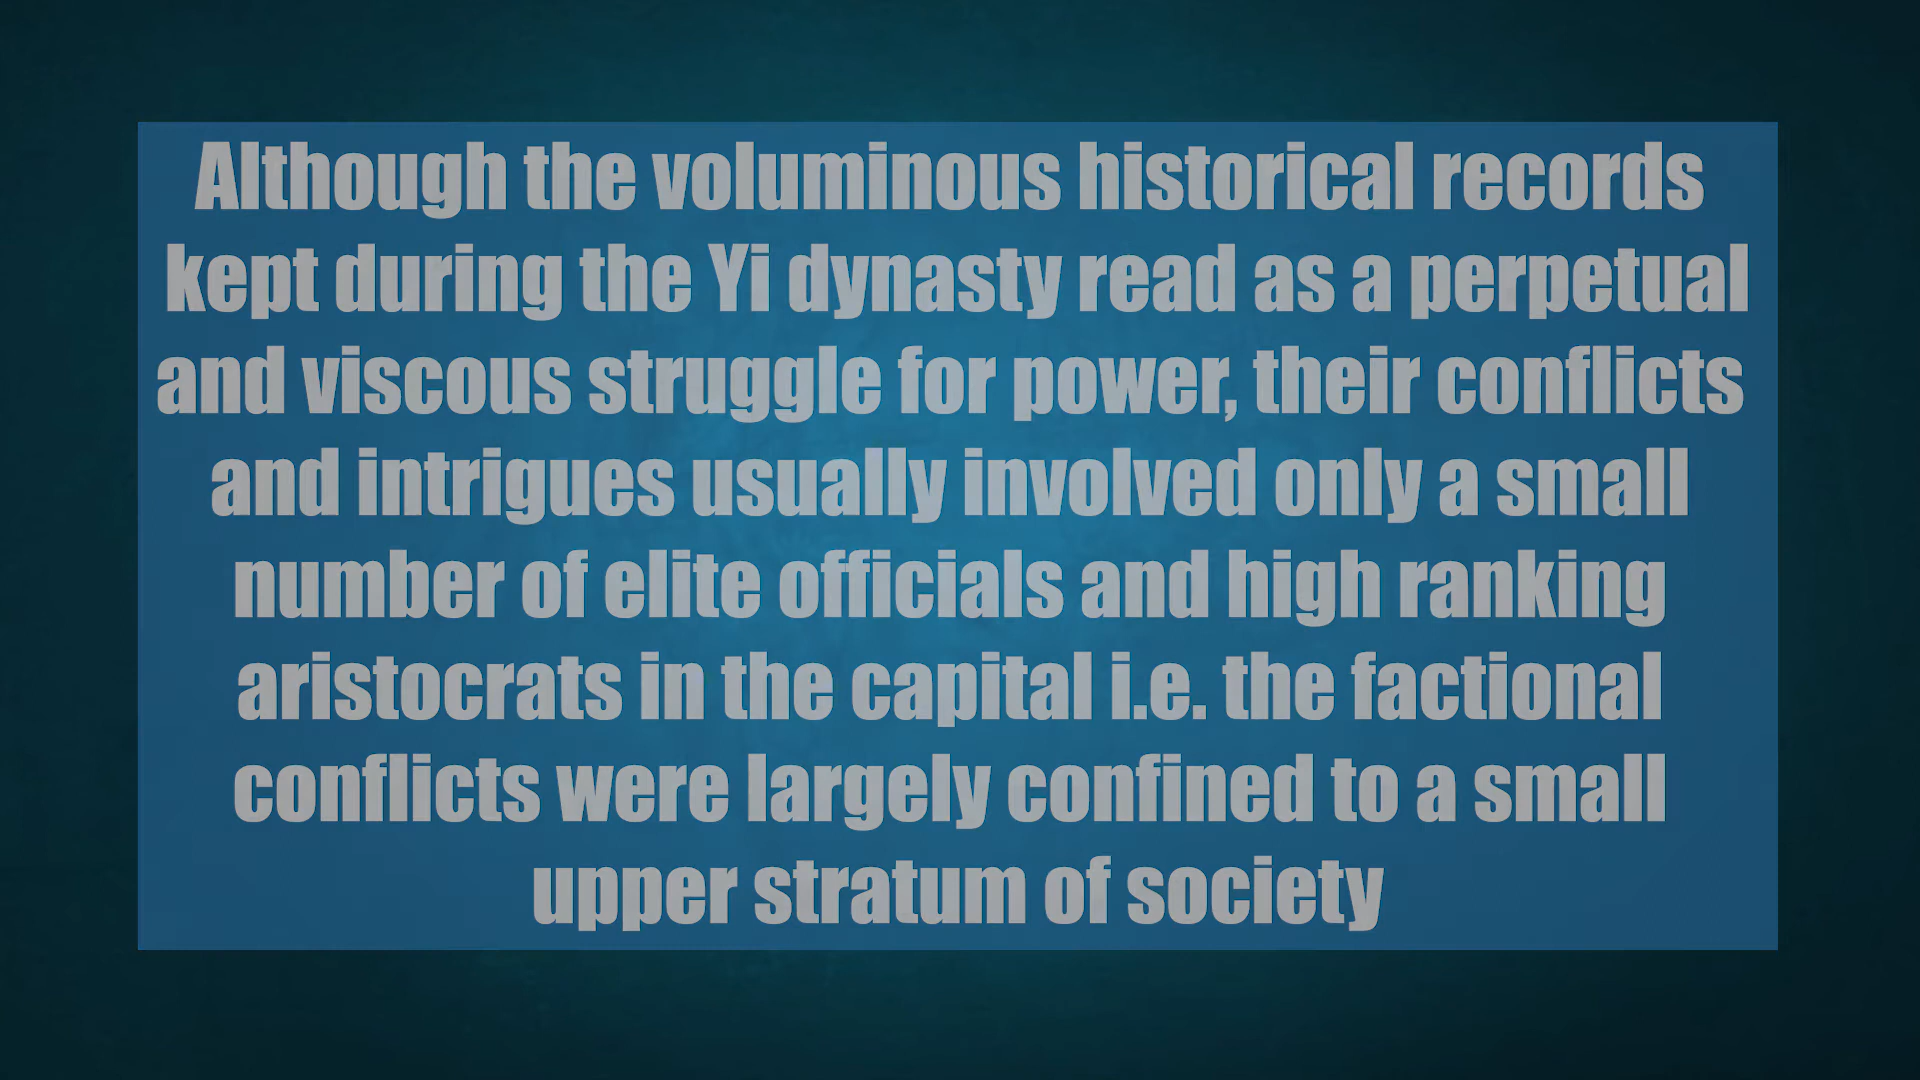 Although the voluminous historical records
kept during the Yi dynasty read as a perpetual
and viscous struggle for power, their conflicts
and intrigues usually involved only a small
number of elite officials and high ranking
aristocrats in the capital i.e. the factional
conflicts were largely confined to a small
upper stratum of society